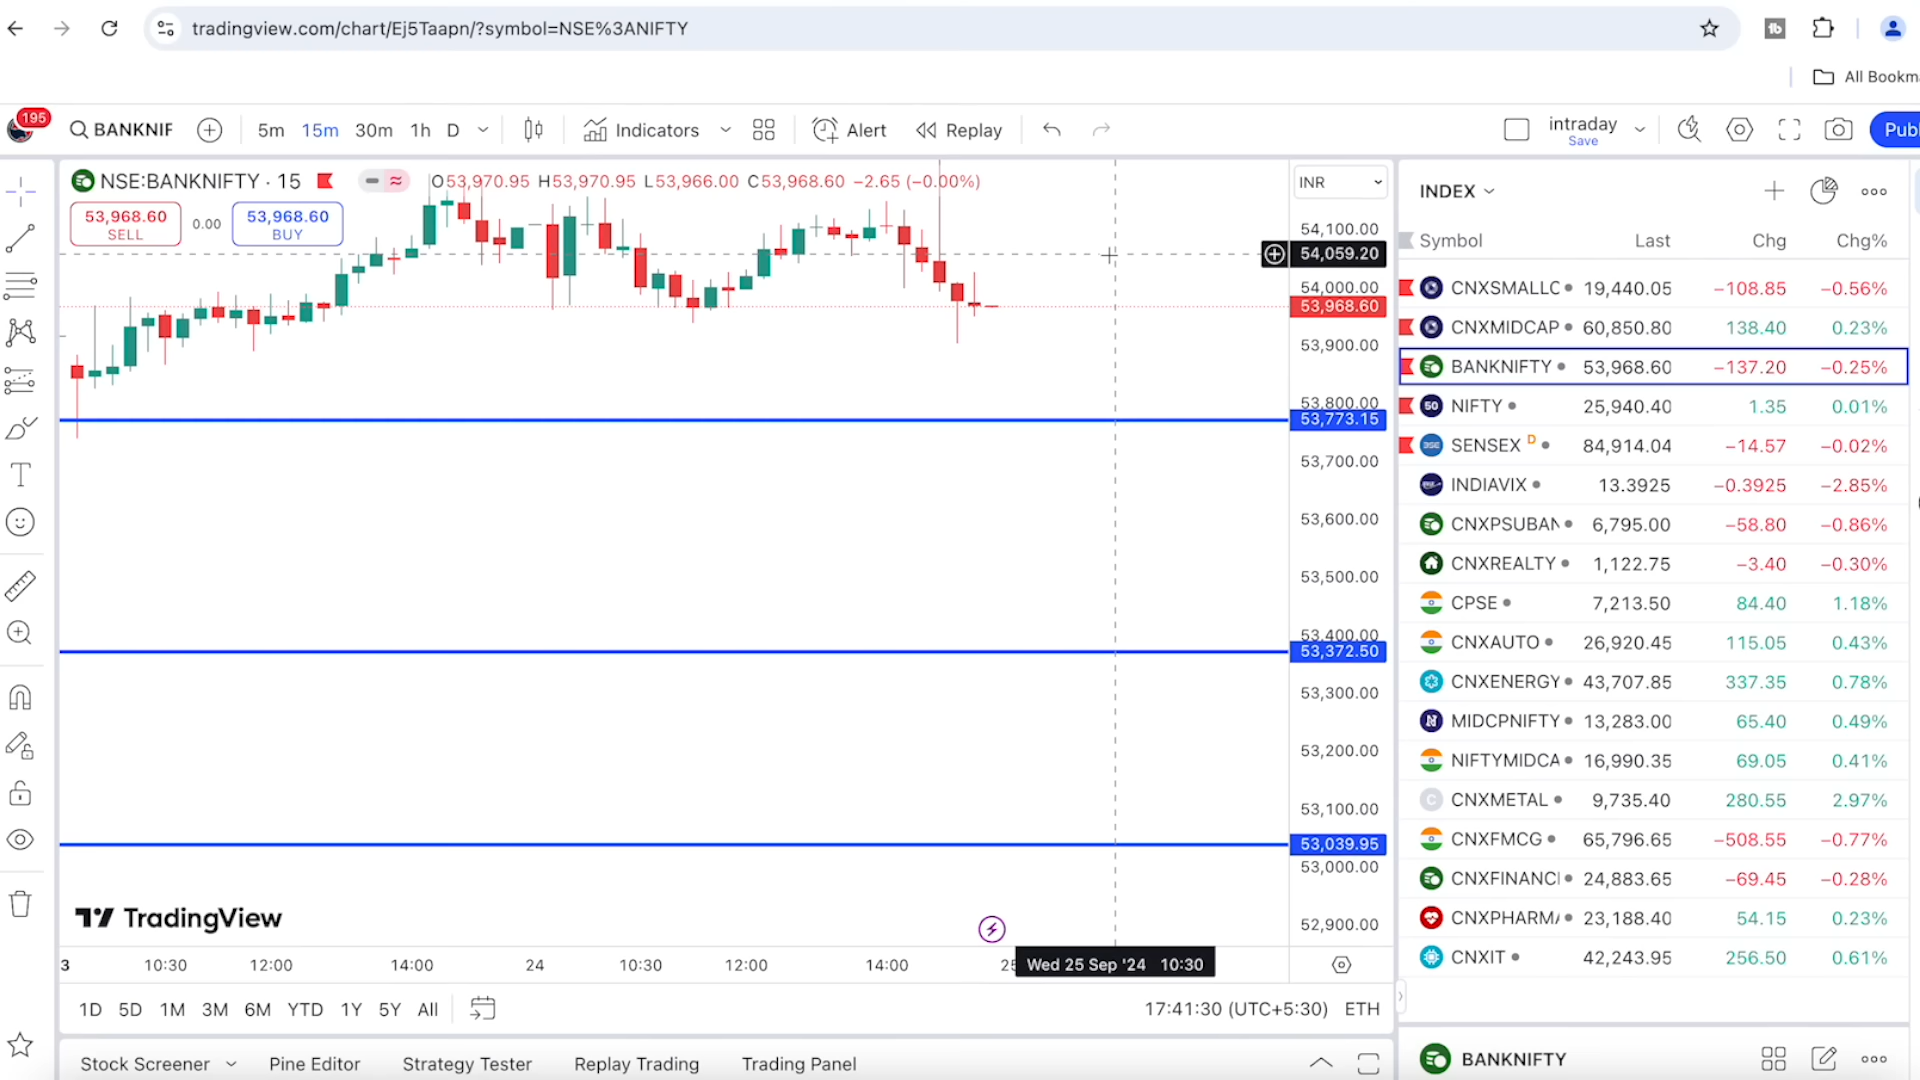 tradingview.com/chart/Ej5Taapn/?symbol=NSE%3ANIFTY
All Bookma
195 BANKNIF 5m 15m 30m 1h D Indicators Alert Replay intraday Save Publ
NSE:BANKNIFTY · 15 O53,970.95 H53,970.95 L53,966.00 C53,968.60 −2.65 (−0.00%)
53,968.60 SELL 0.00 53,968.60 BUY
INR
54,100.00
54,059.20
54,000.00
53,968.60
53,900.00
53,800.00
53,773.15
53,700.00
53,600.00
53,500.00
53,400.00
53,372.50
53,300.00
53,200.00
53,100.00
53,039.95
53,000.00
52,900.00
TradingView
3 10:30 12:00 14:00 24 10:30 12:00 14:00 25 Wed 25 Sep '24 10:30
1D 5D 1M 3M 6M YTD 1Y 5Y All 17:41:30 (UTC+5:30) ETH
Stock Screener Pine Editor Strategy Tester Replay Trading Trading Panel
INDEX
Symbol Last Chg Chg%
CNXSMALLC 19,440.05 −108.85 −0.56%
CNXMIDCAP 60,850.80 138.40 0.23%
BANKNIFTY 53,968.60 −137.20 −0.25%
50 NIFTY 25,940.40 1.35 0.01%
BSE SENSEX D 84,914.04 −14.57 −0.02%
INDIAVIX 13.3925 −0.3925 −2.85%
CNXPSUBAN 6,795.00 −58.80 −0.86%
CNXREALTY 1,122.75 −3.40 −0.30%
CPSE 7,213.50 84.40 1.18%
CNXAUTO 26,920.45 115.05 0.43%
CNXENERGY 43,707.85 337.35 0.78%
MIDCPNIFTY 13,283.00 65.40 0.49%
NIFTYMIDCA 16,990.35 69.05 0.41%
C CNXMETAL 9,735.40 280.55 2.97%
CNXFMCG 65,796.65 −508.55 −0.77%
CNXFINANCI 24,883.65 −69.45 −0.28%
CNXPHARMA 23,188.40 54.15 0.23%
CNXIT 42,243.95 256.50 0.61%
BANKNIFTY